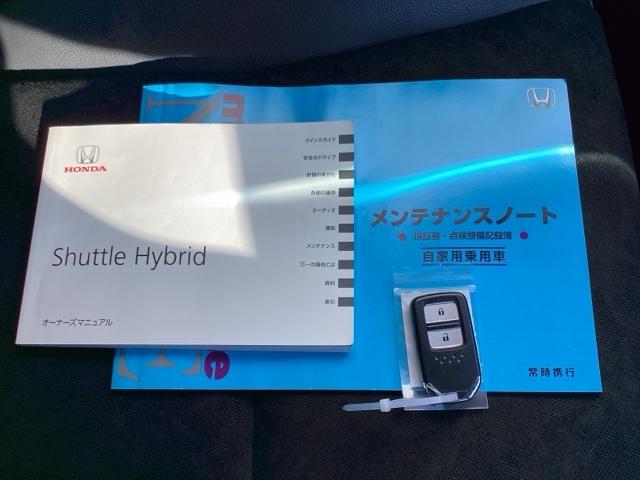 HONDA
Shuttle Hybrid
オーナーズマニュアル
クイックガイド
安全なドライブ
計器の見かた
各部の操作
オーディオ
運転
メンテナンス
万一の場合には
資料
索引
メンテナンスノート
保証書・点検整備記録簿
自家用乗用車
常時携行